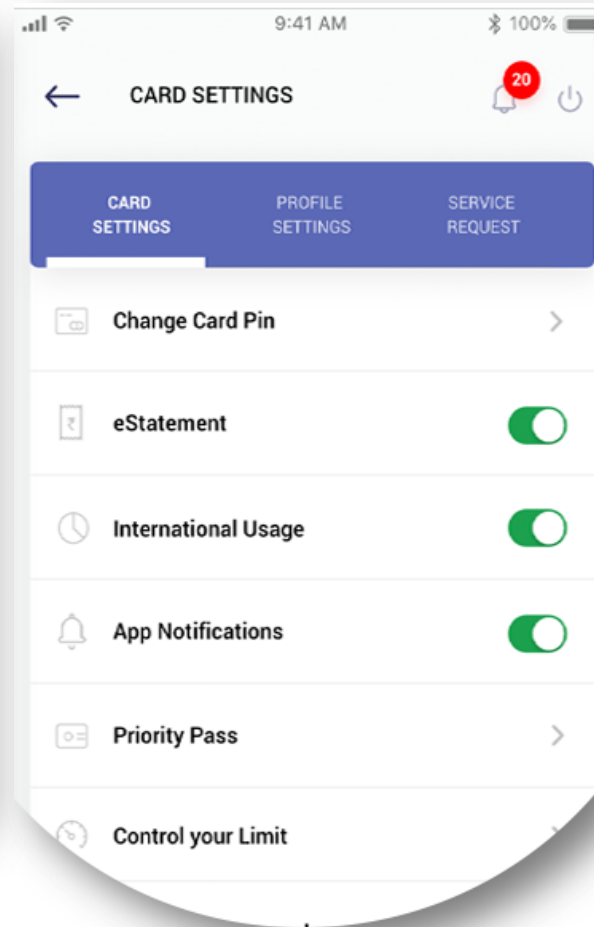 9:41 AM
100%
CARD SETTINGS
20
CARD
SETTINGS
PROFILE
SETTINGS
SERVICE
REQUEST
Change Card Pin
₹
eStatement
International Usage
App Notifications
Priority Pass
Control your Limit